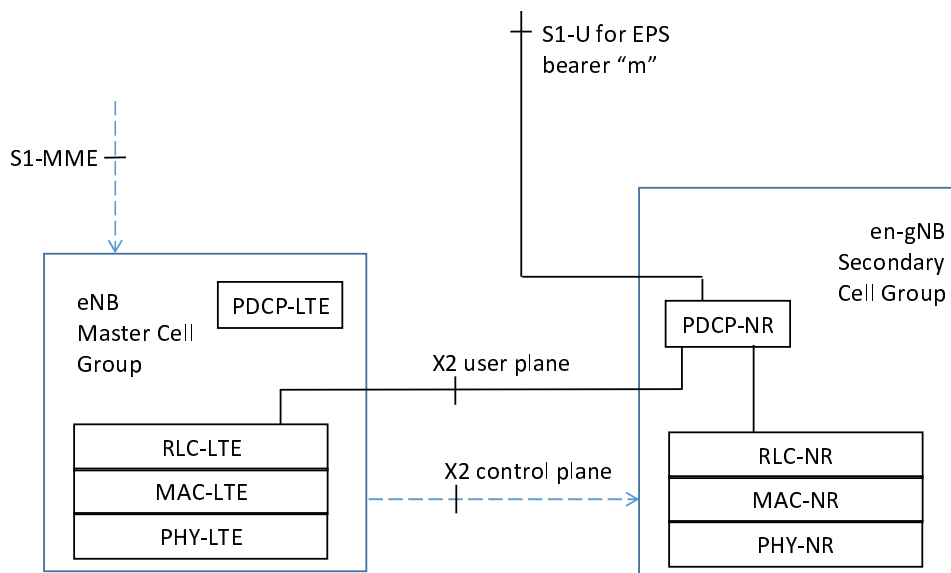 S1-U for EPS
bearer “m”
S1-MME
en-gNB
Secondary
Cell Group
eNB
Master Cell
Group
PDCP-LTE
PDCP-NR
X2 user plane
RLC-LTE
MAC-LTE
PHY-LTE
X2 control plane
RLC-NR
MAC-NR
PHY-NR